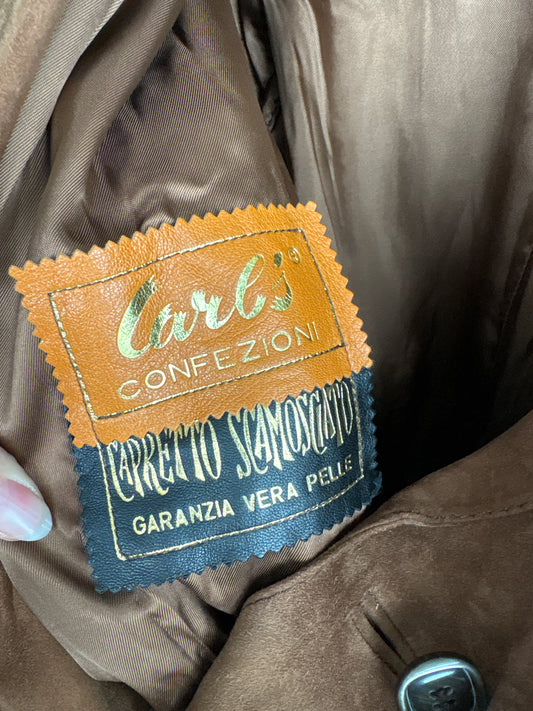 Carl's
CONFEZIONI
CAPRETTO SCAMOSCIATO
GARANZIA VERA PELLE